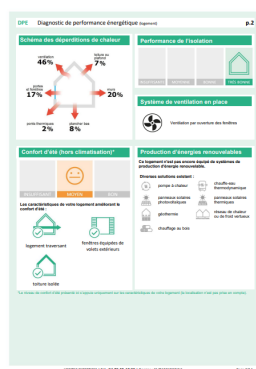 DPE Diagnostic de performance énergétique (logement) p.2
Schéma des déperditions de chaleur
ventilation
46%
toiture ou
plafond
7%
portes
et fenêtres
17%
murs
20%
ponts thermiques
2%
plancher bas
8%
Performance de l'isolation
INSUFFISANTE MOYENNE BONNE TRÈS BONNE
Système de ventilation en place
Ventilation par ouverture des fenêtres
Confort d'été (hors climatisation)*
INSUFFISANT MOYEN BON
Les caractéristiques de votre logement améliorant le
confort d'été :
logement traversant
fenêtres équipées de
volets extérieurs
toiture isolée
Production d'énergies renouvelables
Ce logement n'est pas encore équipé de systèmes de
production d'énergie renouvelable.
Diverses solutions existent :
pompe à chaleur
chauffe-eau
thermodynamique
panneaux solaires
photovoltaïques
panneaux solaires
thermiques
géothermie
réseau de chaleur
ou de froid vertueux
chauffage au bois